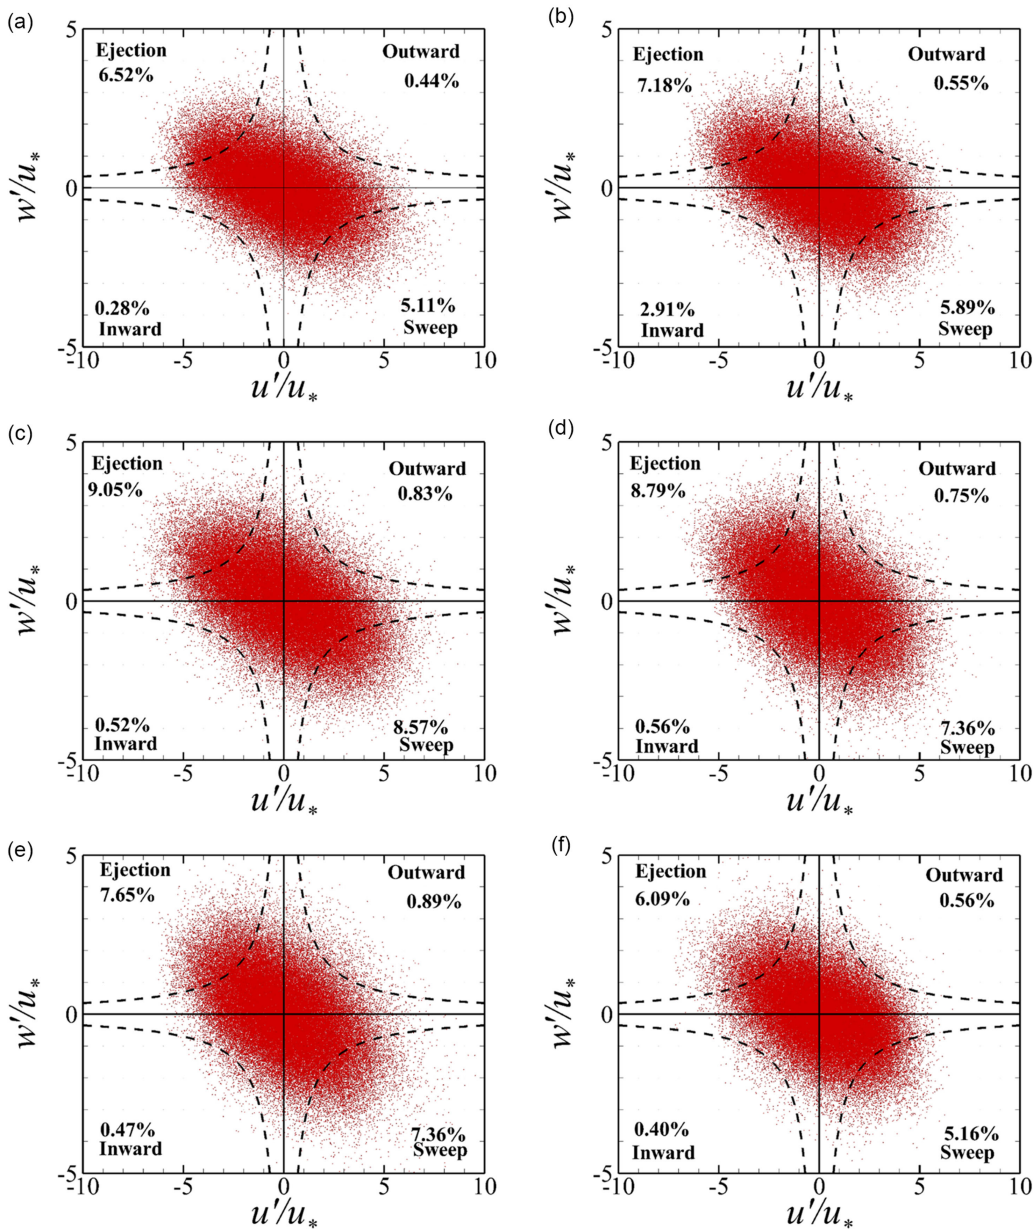 (a)
5
Ejection
6.52%
Outward
0.44%
w'/u*
0
0.28%
Inward
5.11%
Sweep
-5
-10 -5 0 5 10
u'/u*
(b)
5
Ejection
7.18%
Outward
0.55%
w'/u*
0
2.91%
Inward
5.89%
Sweep
-5
-10 -5 0 5 10
u'/u*
(c)
5
Ejection
9.05%
Outward
0.83%
w'/u*
0
0.52%
Inward
8.57%
Sweep
-5
-10 -5 0 5 10
u'/u*
(d)
5
Ejection
8.79%
Outward
0.75%
w'/u*
0
0.56%
Inward
7.36%
Sweep
-5
-10 -5 0 5 10
u'/u*
(e)
5
Ejection
7.65%
Outward
0.89%
w'/u*
0
0.47%
Inward
7.36%
Sweep
-5
-10 -5 0 5 10
u'/u*
(f)
5
Ejection
6.09%
Outward
0.56%
w'/u*
0
0.40%
Inward
5.16%
Sweep
-5
-10 -5 0 5 10
u'/u*